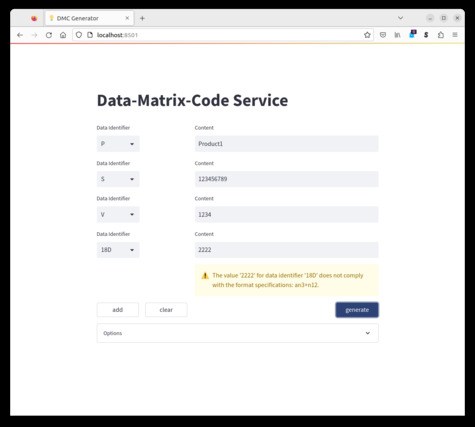 DMC Generator
localhost:8501
Data-Matrix-Code Service
Data Identifier Content
P Product1
Data Identifier Content
S 123456789
Data Identifier Content
V 1234
Data Identifier Content
18D 2222
The value '2222' for data identifier '18D' does not comply
with the format specifications: an3+n12.
add clear generate
Options